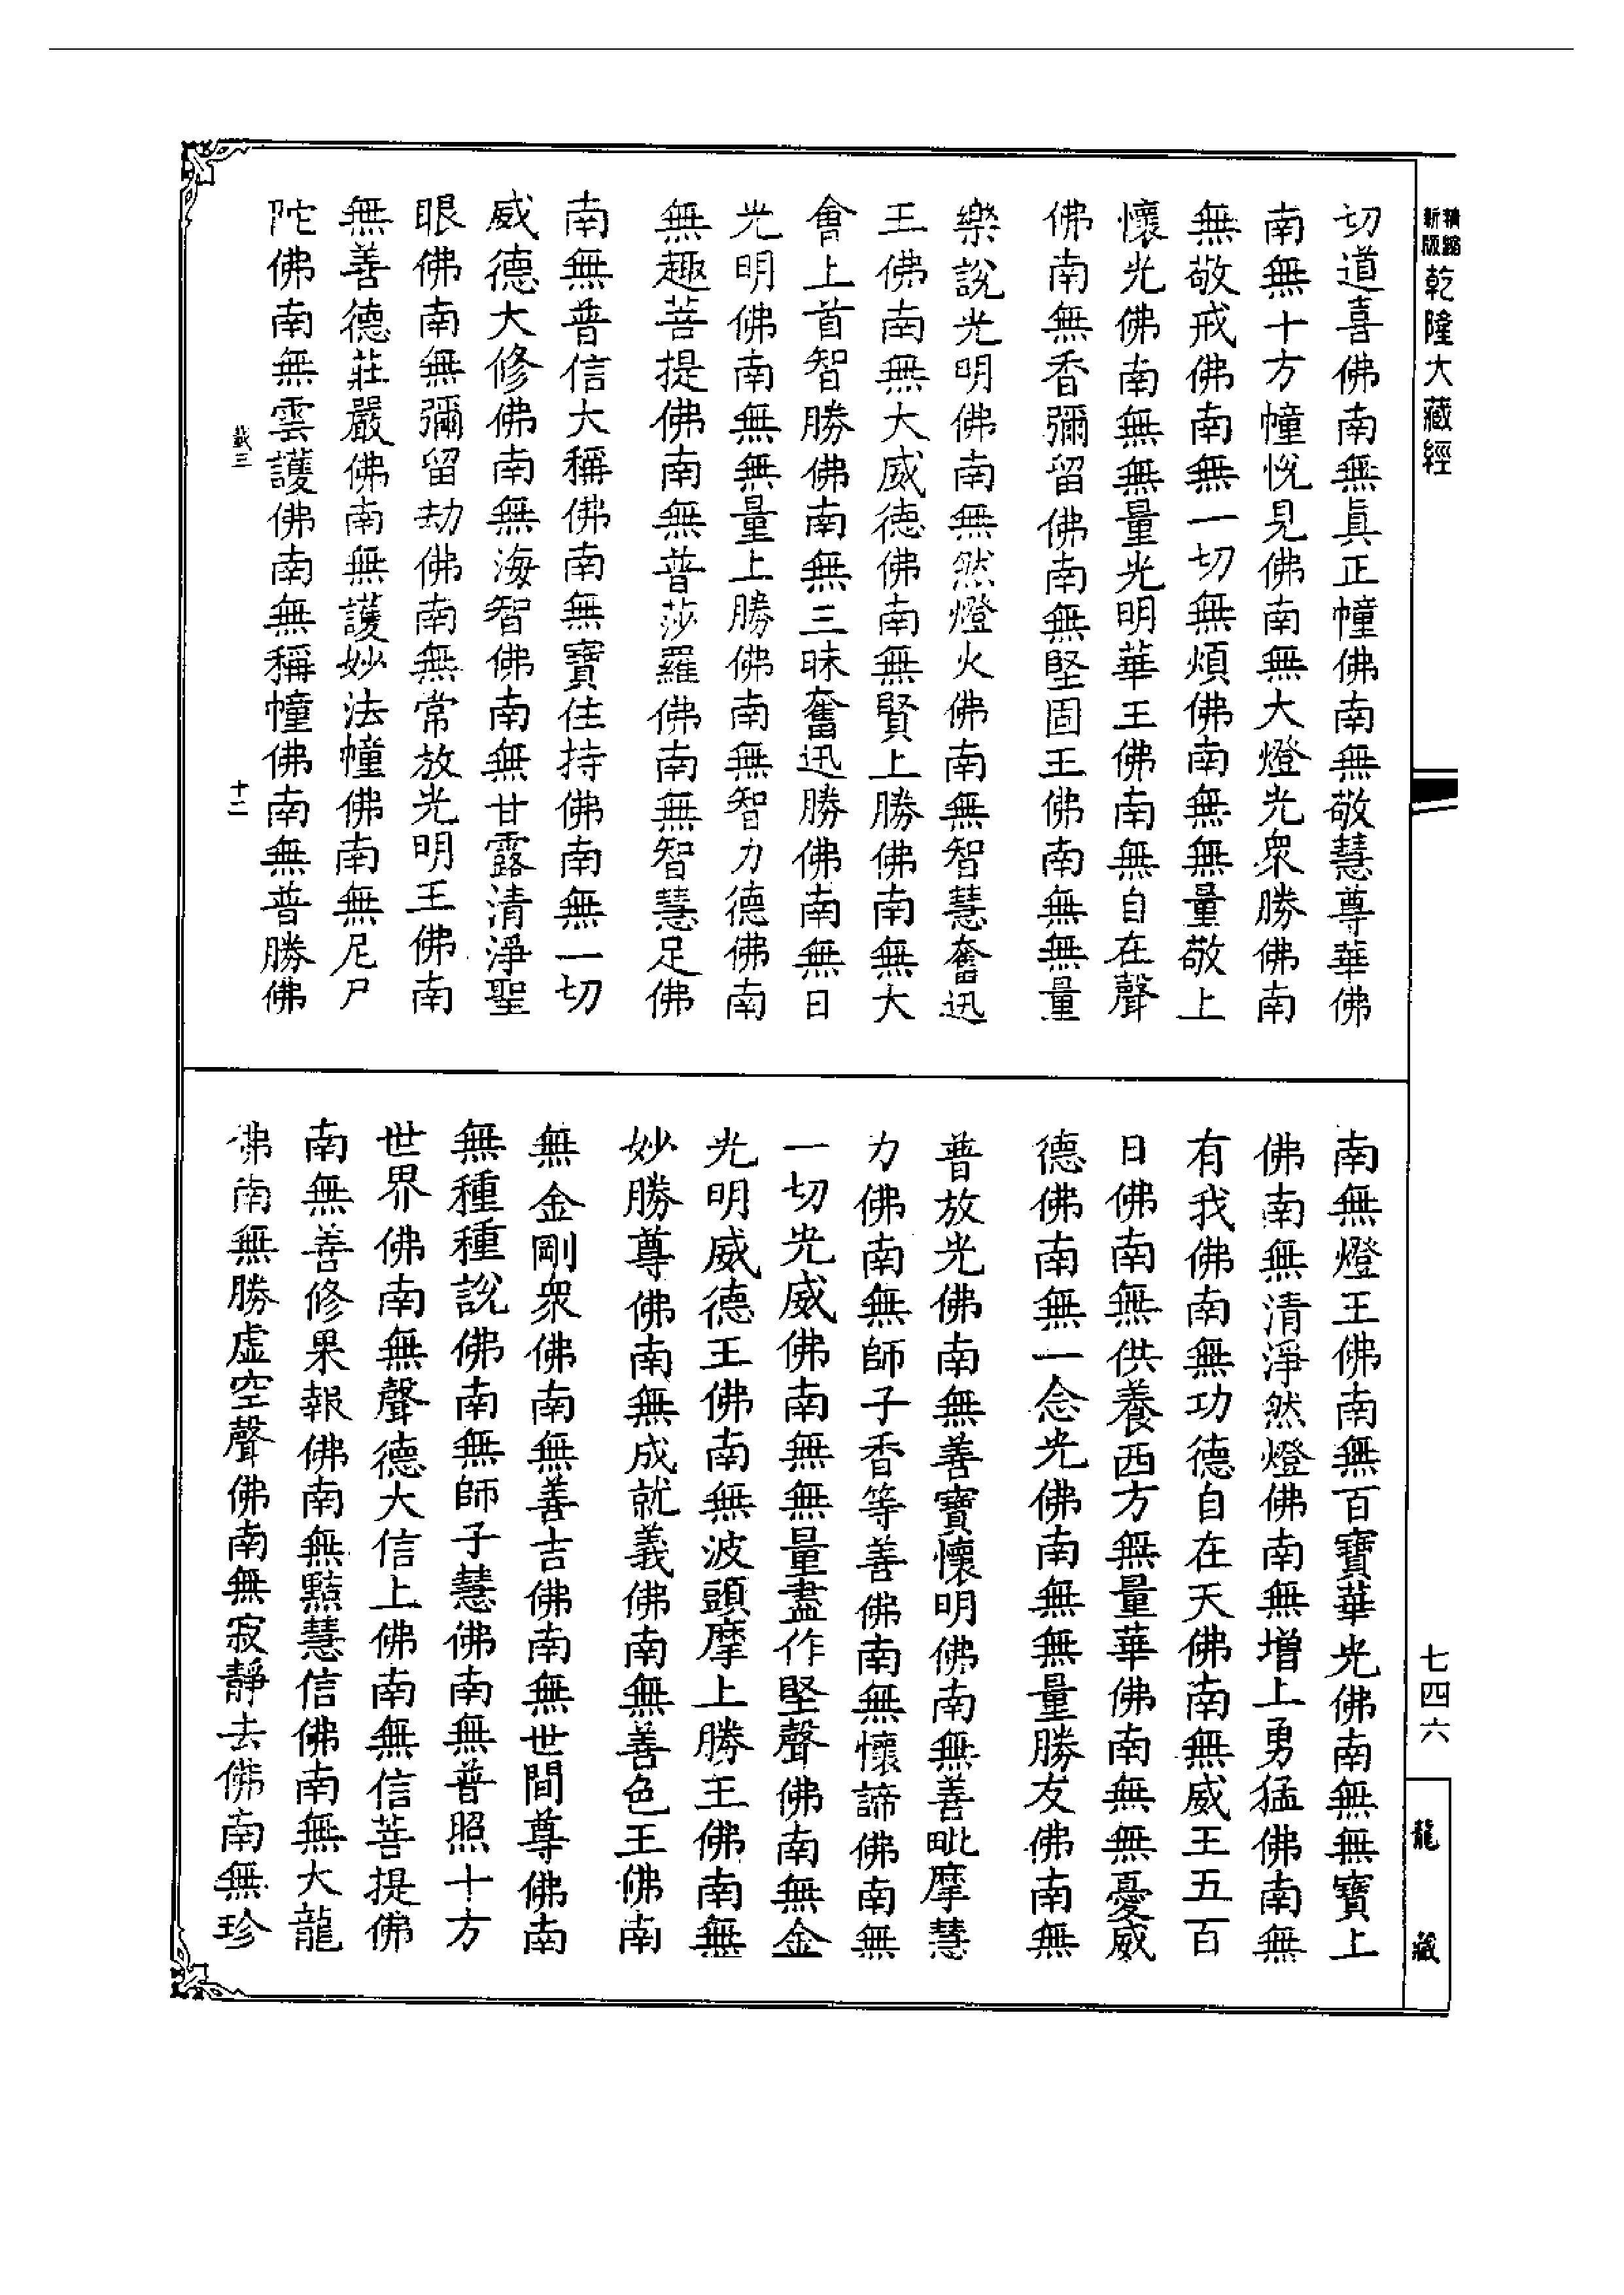 精縮
新版
乾隆大藏經
切道喜佛南無眞正幢佛南無敬慧尊華佛
南無十方幢悅見佛南無大燈光衆勝佛南
無敬戒佛南無一切無煩佛南無無量敬上
懷光佛南無無量光明華王佛南無自在聲
佛南無香彌留佛南無堅固王佛南無無量
樂說光明佛南無然燈火佛南無智慧奮迅
王佛南無大威德佛南無賢上勝佛南無大
會上首智勝佛南無三昧奮迅勝佛南無日
光明佛南無無量上勝佛南無智力德佛南
無趣菩提佛南無普莎羅佛南無智慧足佛
南無普信大稱佛南無寶住持佛南無一切
威德大修佛南無海智佛南無甘露清淨聖
眼佛南無彌留劫佛南無常放光明王佛南
無善德莊嚴佛南無護妙法幢佛南無尼尸
陀佛南無雲護佛南無稱幢佛南無普勝佛
三
十二
南無燈王佛南無百寶華光佛南無無寶上
佛南無清淨然燈佛南無增上勇猛佛南無
有我佛南無功德自在天佛南無威王五百
日佛南無供養西方無量華佛南無無憂威
德佛南無一念光佛南無無量勝友佛南無
普放光佛南無善寶懷明佛南無善毗摩慧
力佛南無師子香等善佛南無懷諦佛南無
一切光威佛南無無量盡作堅聲佛南無金
光明威德王佛南無波頭摩上勝王佛南無
妙勝尊佛南無成就義佛南無善色王佛南
無金剛衆佛南無善吉佛南無世間尊佛南
無種種說佛南無師子慧佛南無普照十方
世界佛南無聲德大信上佛南無信菩提佛
南無善修果報佛南無黠慧信佛南無大龍
佛南無勝虛空聲佛南無寂靜去佛南無珍
七四六
龍藏